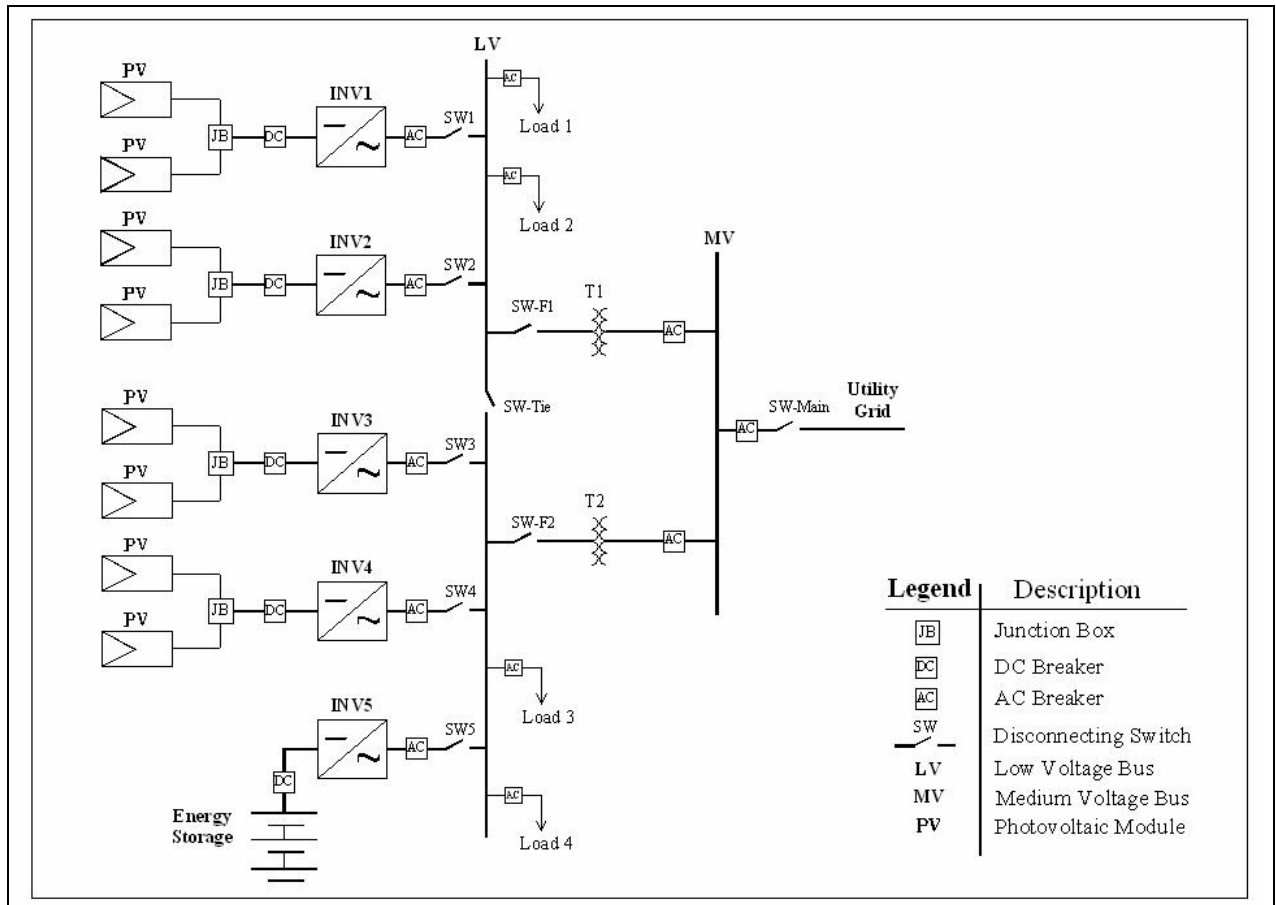 LV
PV
INV1
AC
SW1
JB
DC
AC
Load 1
PV
AC
Load 2
PV
INV2
MV
SW2
JB
DC
AC
PV
SW-F1
T1
AC
PV
SW-Tie
Utility
Grid
SW-Main
AC
INV3
SW3
JB
DC
AC
PV
T2
SW-F2
AC
PV
INV4
SW4
JB
DC
AC
PV
AC
Load 3
INV5
SW5
AC
DC
Energy
Storage
AC
Load 4
Legend Description
JB Junction Box
DC DC Breaker
AC AC Breaker
SW Disconnecting Switch
LV Low Voltage Bus
MV Medium Voltage Bus
PV Photovoltaic Module